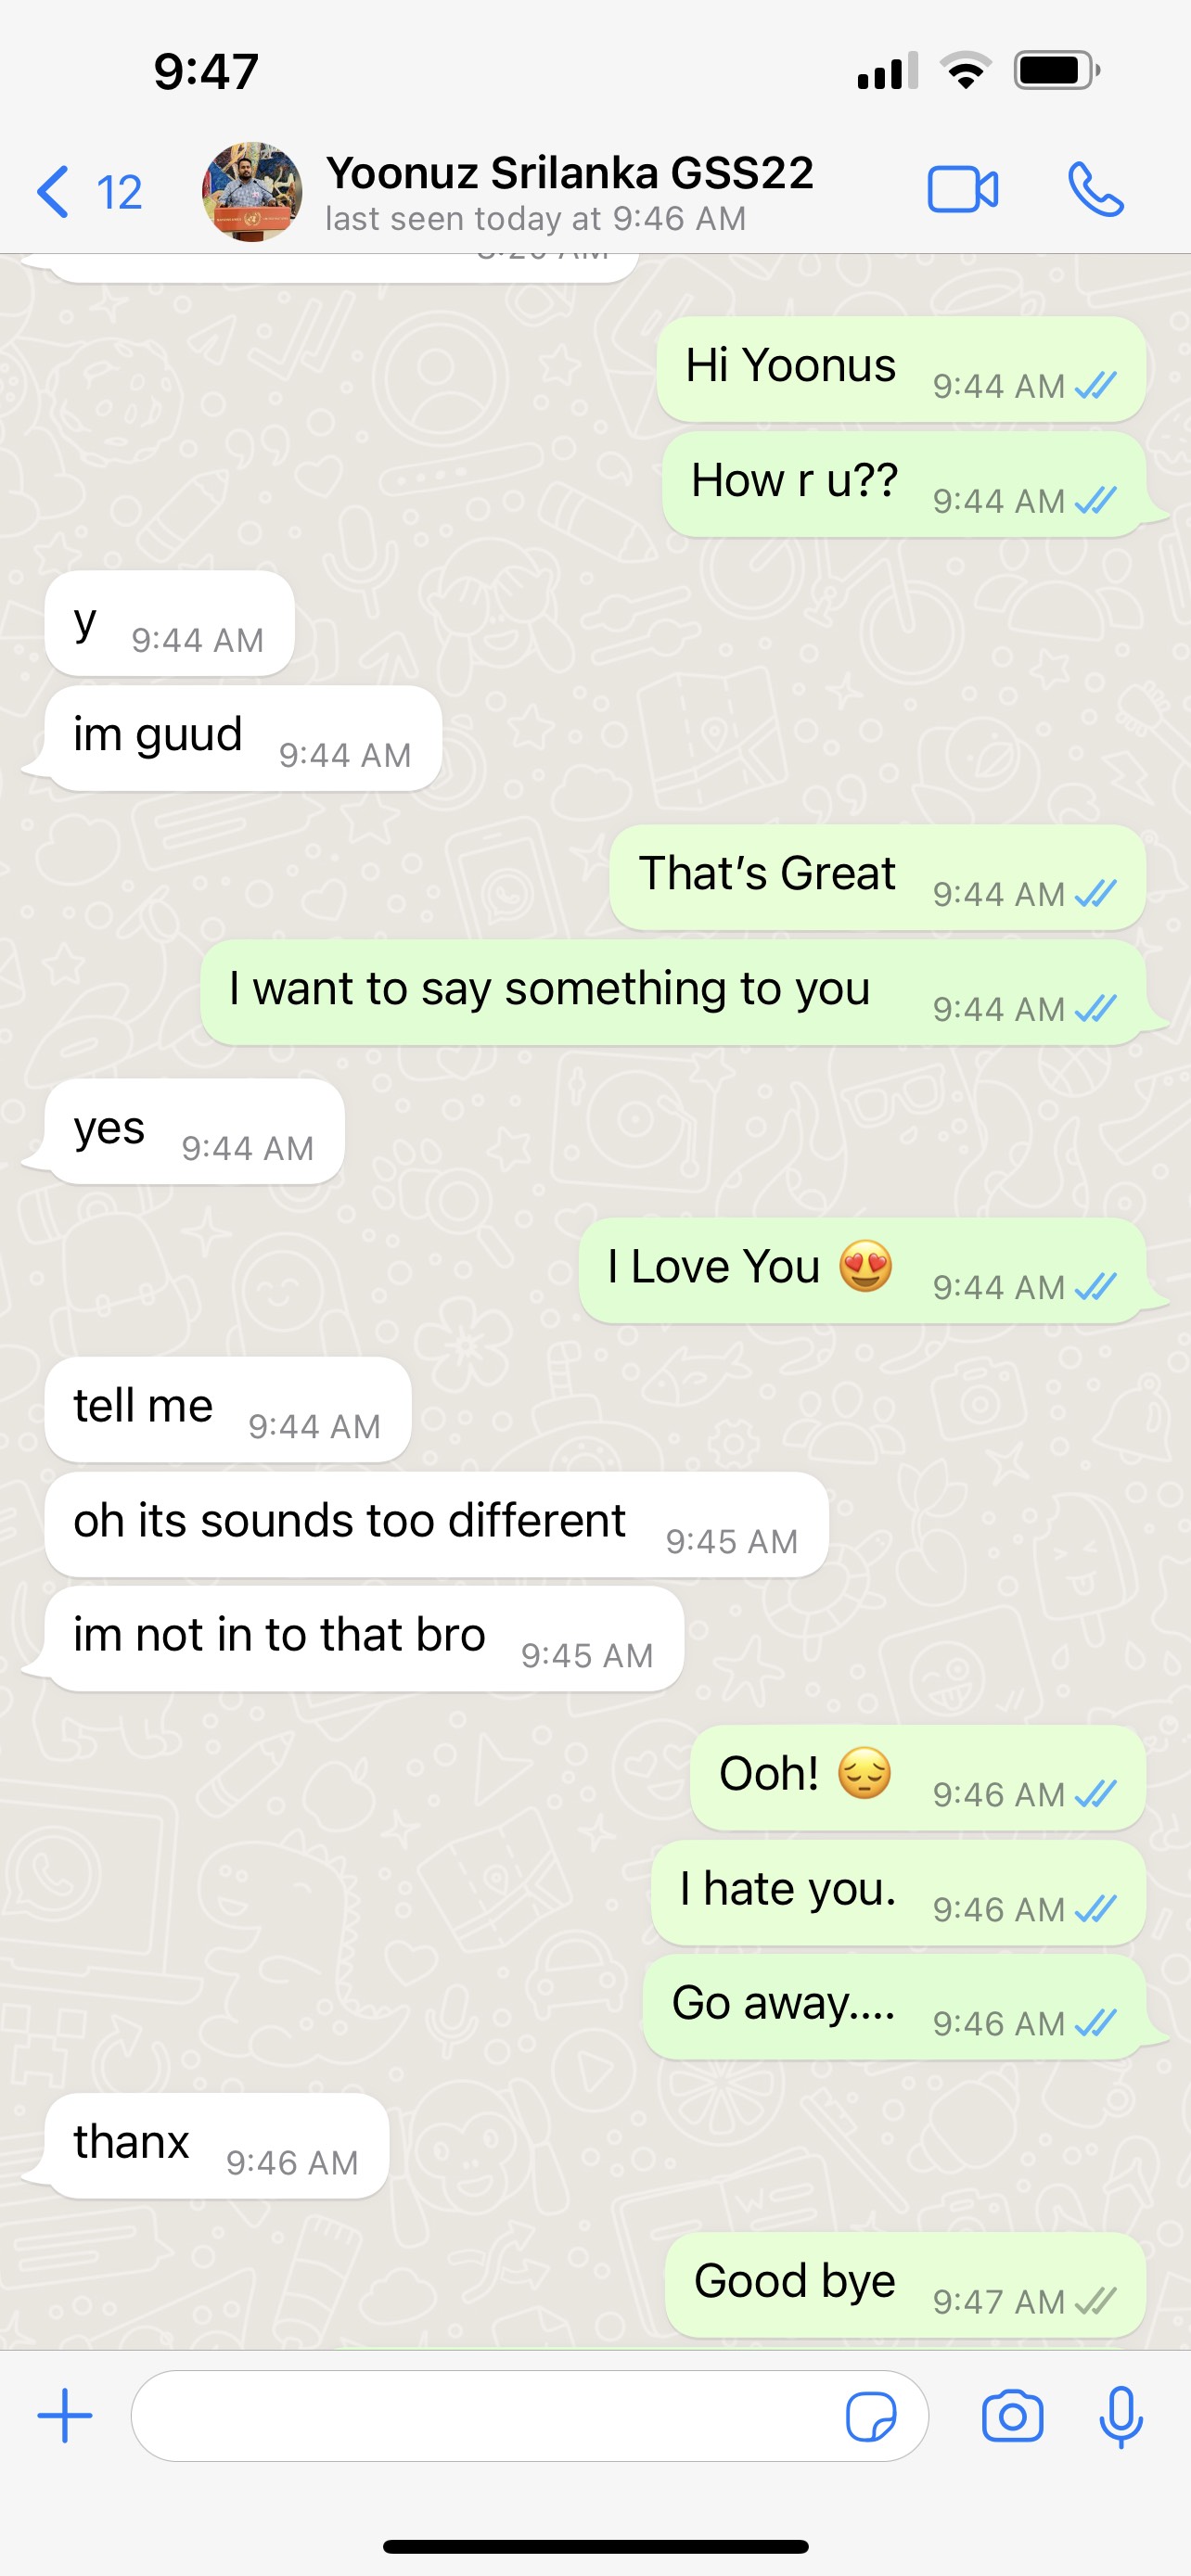 9:47
12
Yoonuz Srilanka GSS22
last seen today at 9:46 AM
Hi Yoonus 9:44 AM
How r u?? 9:44 AM
y 9:44 AM
im guud 9:44 AM
That’s Great 9:44 AM
I want to say something to you 9:44 AM
yes 9:44 AM
I Love You 😍 9:44 AM
tell me 9:44 AM
oh its sounds too different 9:45 AM
im not in to that bro 9:45 AM
Ooh! 😔 9:46 AM
I hate you. 9:46 AM
Go away.... 9:46 AM
thanx 9:46 AM
Good bye 9:47 AM